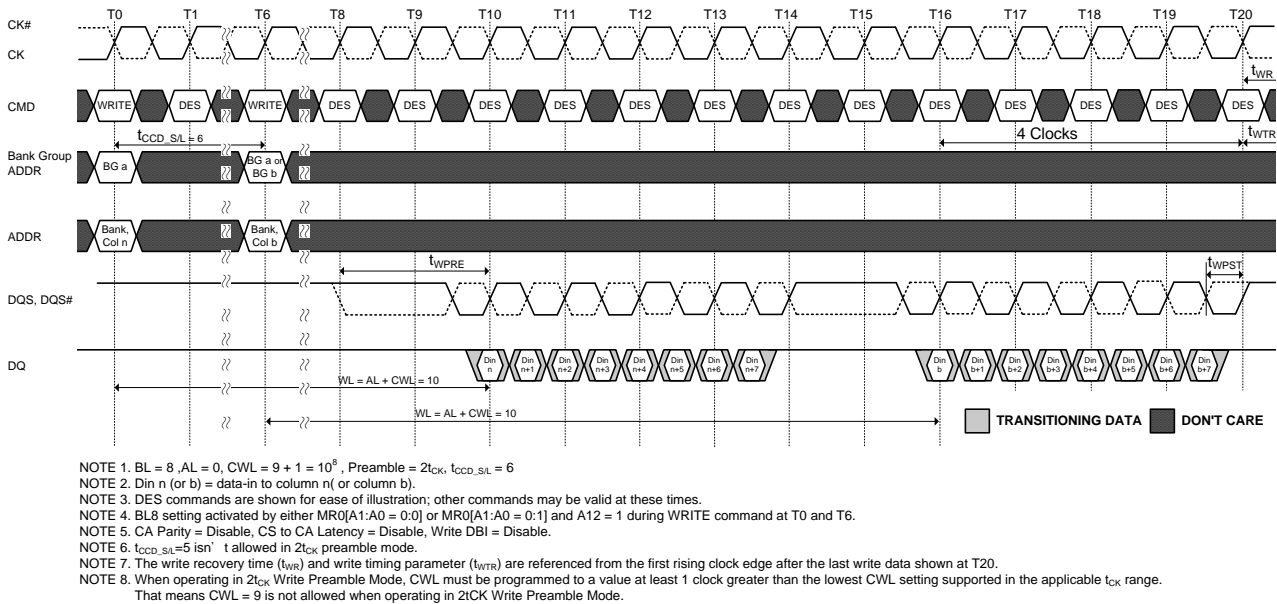 T0 T1 T6 T8 T9 T10 T11 T12 T13 T14 T15 T16 T17 T18 T19 T20
CK#
CK
tWR
CMD WRITE DES WRITE DES DES DES DES DES DES DES DES DES DES DES DES DES
tCCD_S/L = 6
4 Clocks
tWTR
Bank Group
ADDR
BG a
BG a or
BG b
ADDR
Bank,
Col n
Bank,
Col b
tWPRE
tWPST
DQS, DQS#
DQ
Din
n
Din
n+1
Din
n+2
Din
n+3
Din
n+4
Din
n+5
Din
n+6
Din
n+7
Din
b
Din
b+1
Din
b+2
Din
b+3
Din
b+4
Din
b+5
Din
b+6
Din
b+7
WL = AL + CWL = 10
WL = AL + CWL = 10
TRANSITIONING DATA
DON'T CARE
NOTE 1. BL = 8 ,AL = 0, CWL = 9 + 1 = 10⁸ , Preamble = 2tCK, tCCD_S/L = 6
NOTE 2. Din n (or b) = data-in to column n( or column b).
NOTE 3. DES commands are shown for ease of illustration; other commands may be valid at these times.
NOTE 4. BL8 setting activated by either MR0[A1:A0 = 0:0] or MR0[A1:A0 = 0:1] and A12 = 1 during WRITE command at T0 and T6.
NOTE 5. CA Parity = Disable, CS to CA Latency = Disable, Write DBI = Disable.
NOTE 6. tCCD_S/L=5 isn' t allowed in 2tCK preamble mode.
NOTE 7. The write recovery time (tWR) and write timing parameter (tWTR) are referenced from the first rising clock edge after the last write data shown at T20.
NOTE 8. When operating in 2tCK Write Preamble Mode, CWL must be programmed to a value at least 1 clock greater than the lowest CWL setting supported in the applicable tCK range.
That means CWL = 9 is not allowed when operating in 2tCK Write Preamble Mode.